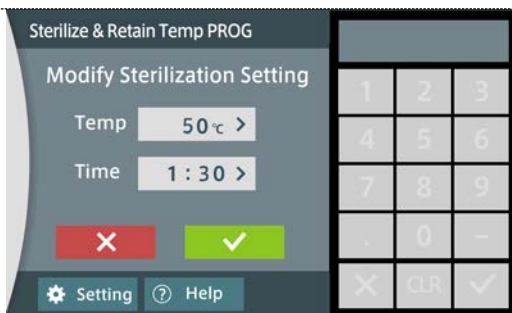 Sterilize & Retain Temp PROG
Modify Sterilization Setting
Temp 50℃ >
Time 1:30 >
Setting ? Help
1 2 3
4 5 6
7 8 9
. 0 -
CLR